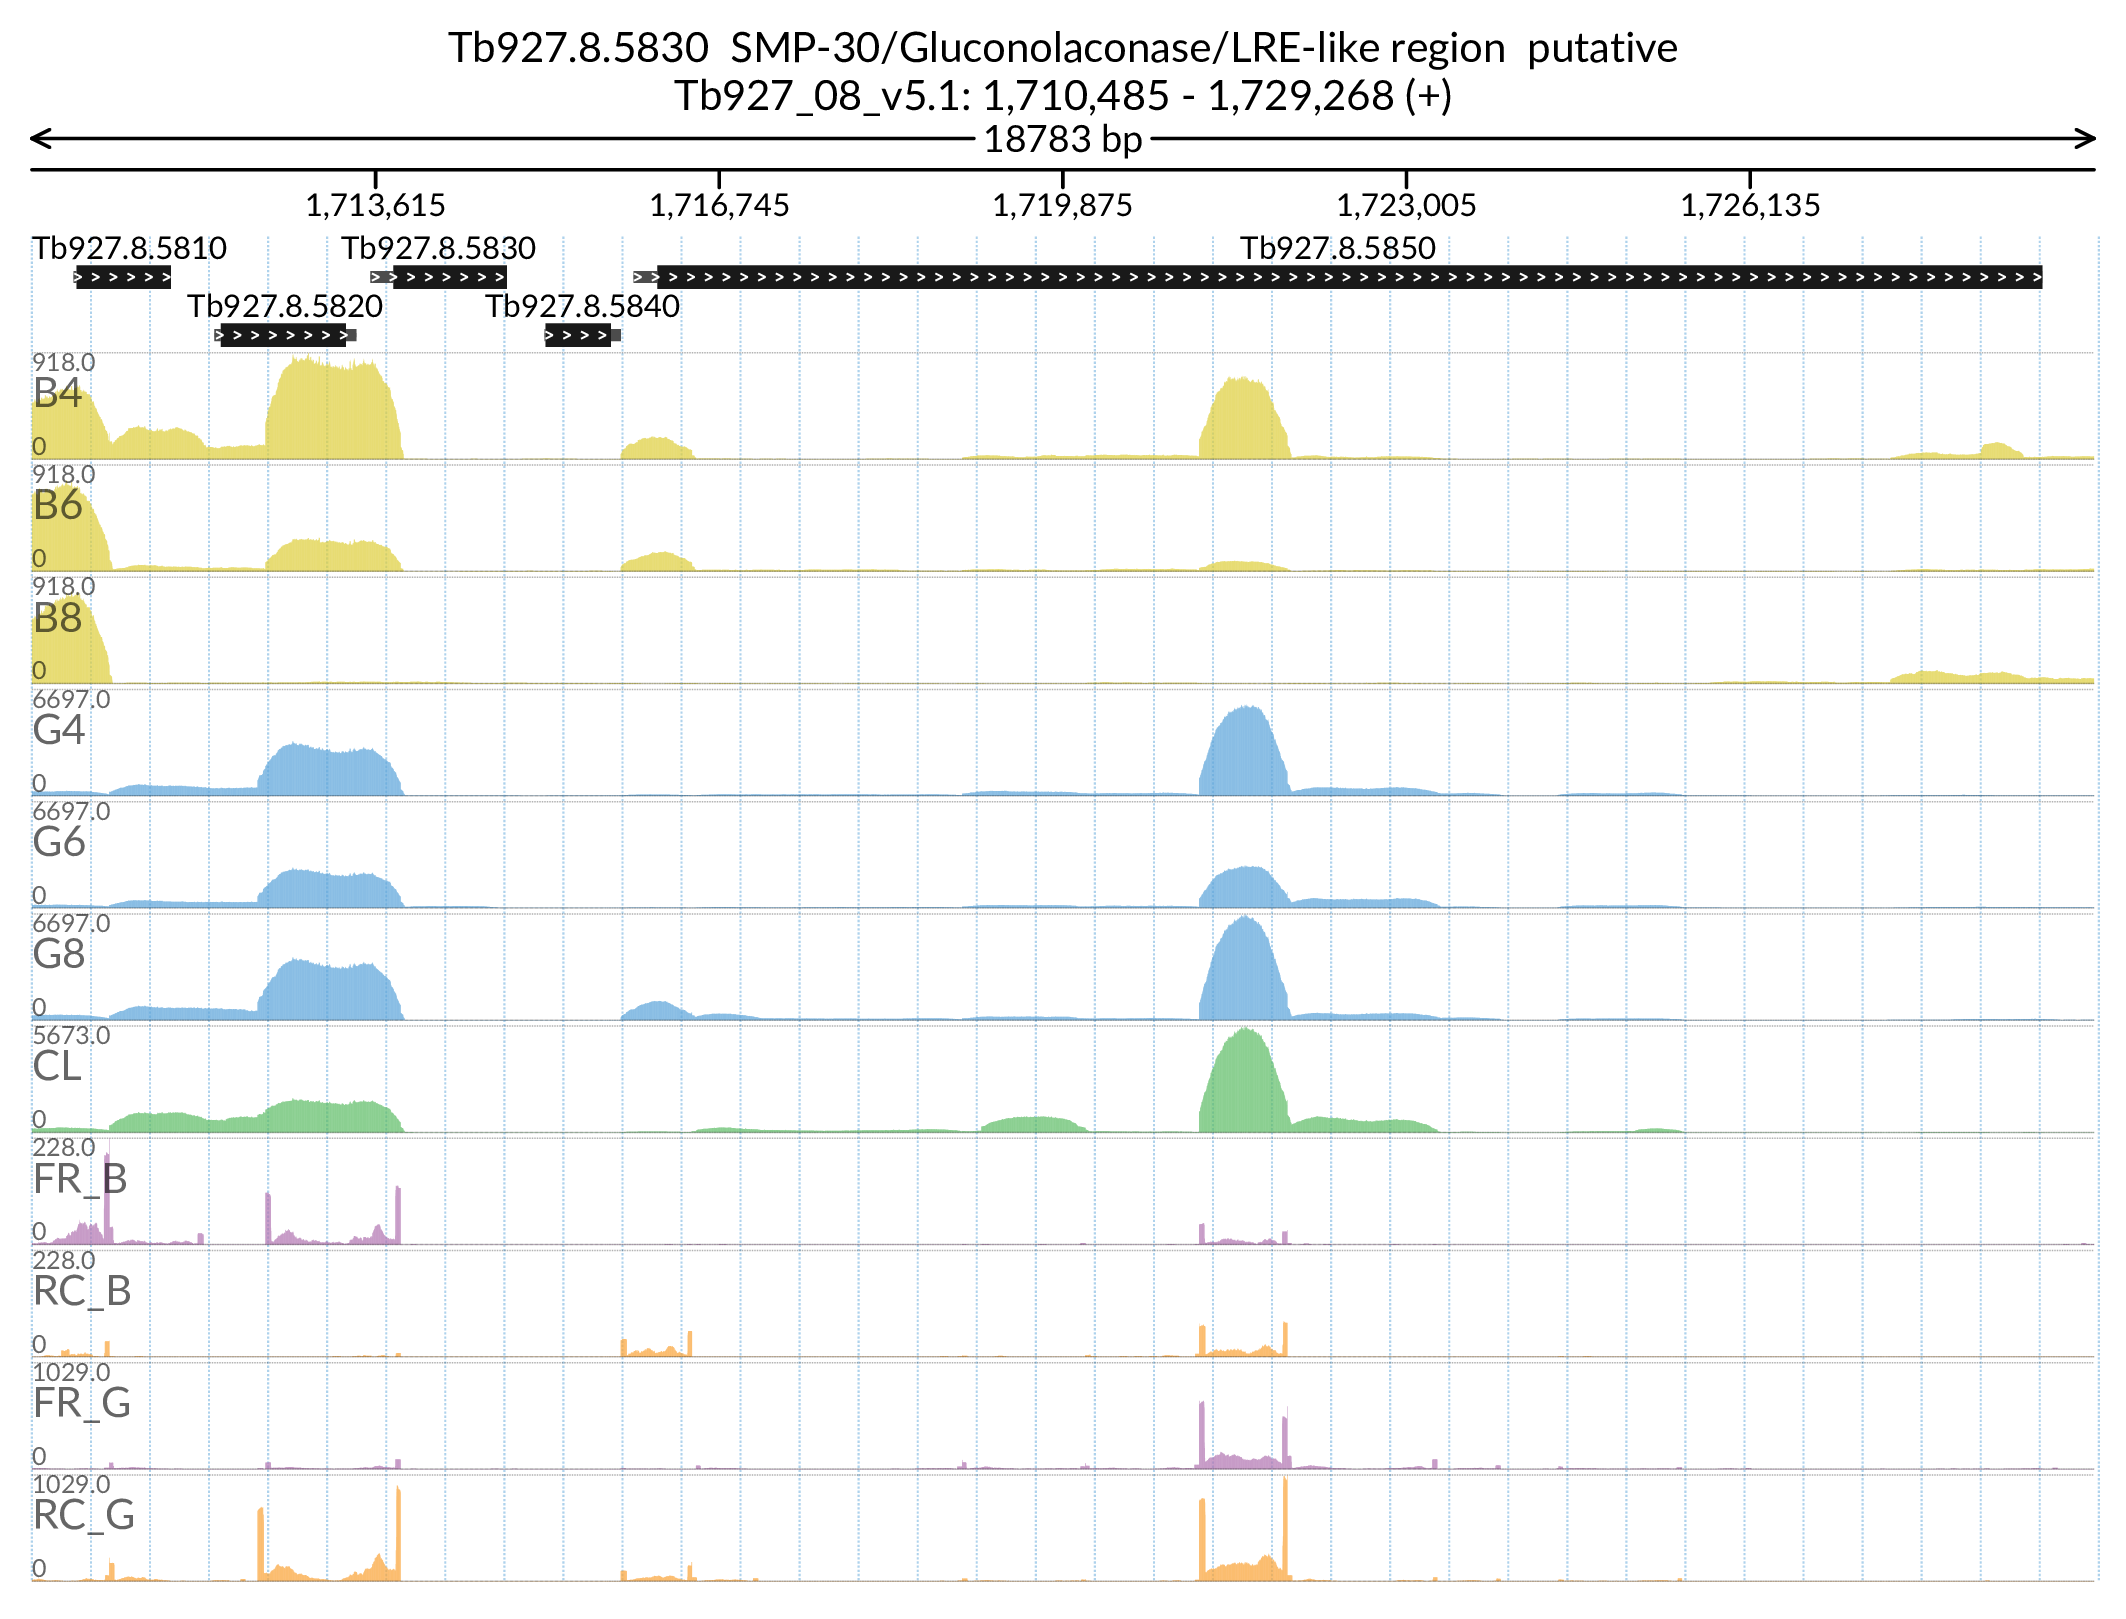 Tb927.8.5830 SMP-30/Gluconolaconase/LRE-like region putative
Tb927_08_v5.1: 1,710,485 - 1,729,268 (+)
18783 bp
1,713,615 1,716,745 1,719,875 1,723,005 1,726,135
Tb927.8.5810 Tb927.8.5830 Tb927.8.5850
Tb927.8.5820 Tb927.8.5840
918.0
B4
0
918.0
B6
0
918.0
B8
0
6697.0
G4
0
6697.0
G6
0
6697.0
G8
0
5673.0
CL
0
228.0
FR_B
0
228.0
RC_B
0
1029.0
FR_G
0
1029.0
RC_G
0